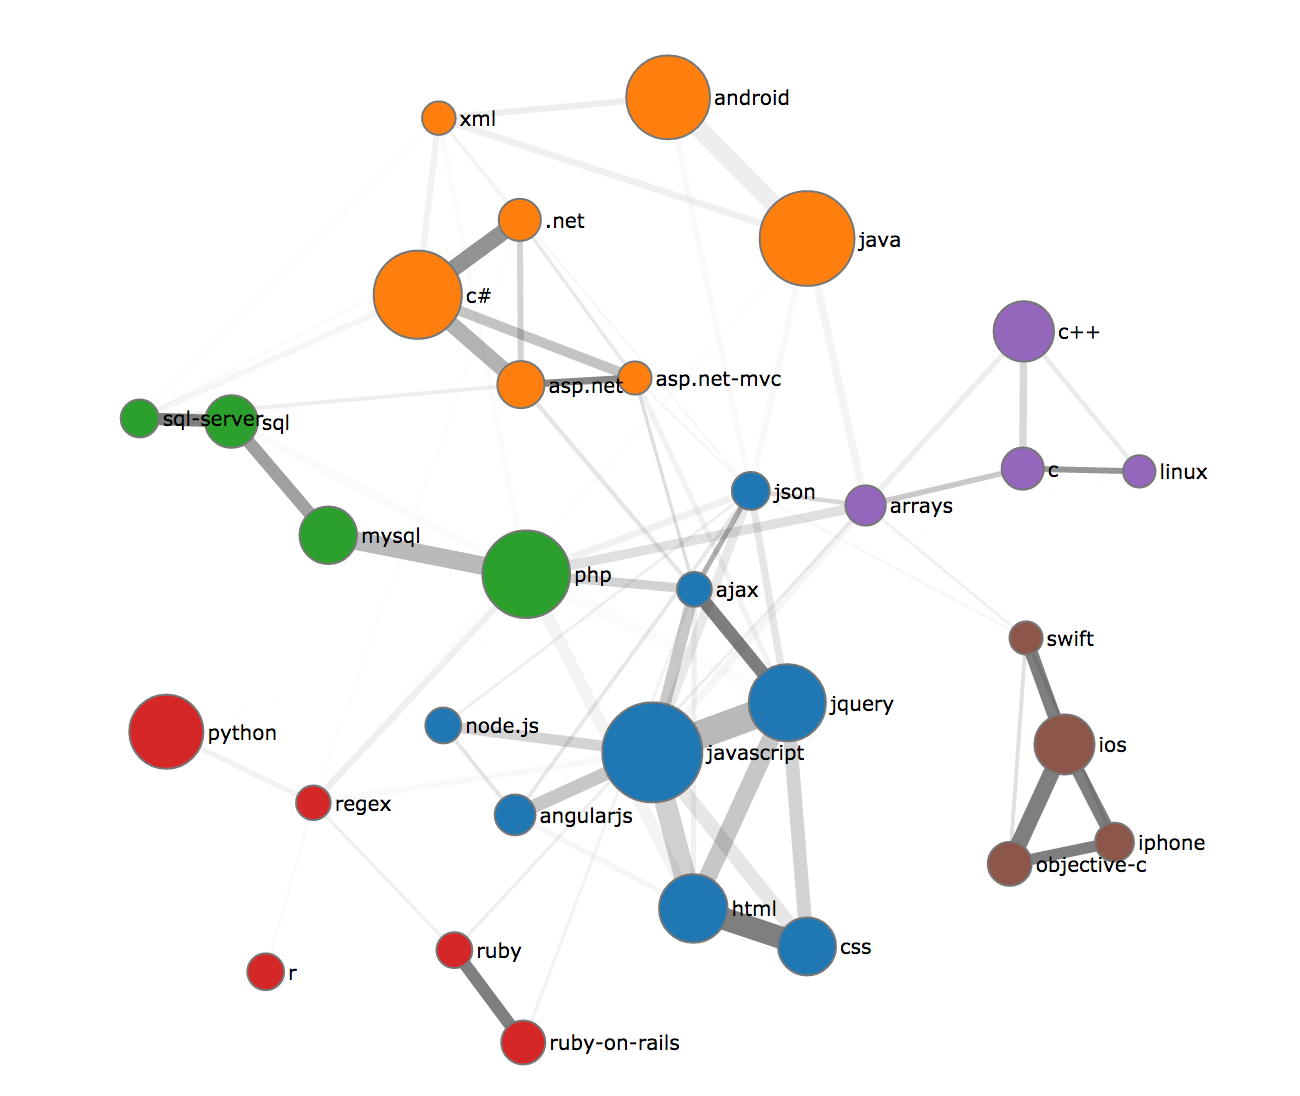 android
xml
.net
java
c#
c++
asp.net
asp.net-mvc
sql-server
sql
c
linux
json
arrays
mysql
php
ajax
swift
jquery
node.js
python
javascript
ios
regex
angularjs
iphone
objective-c
html
css
ruby
r
ruby-on-rails